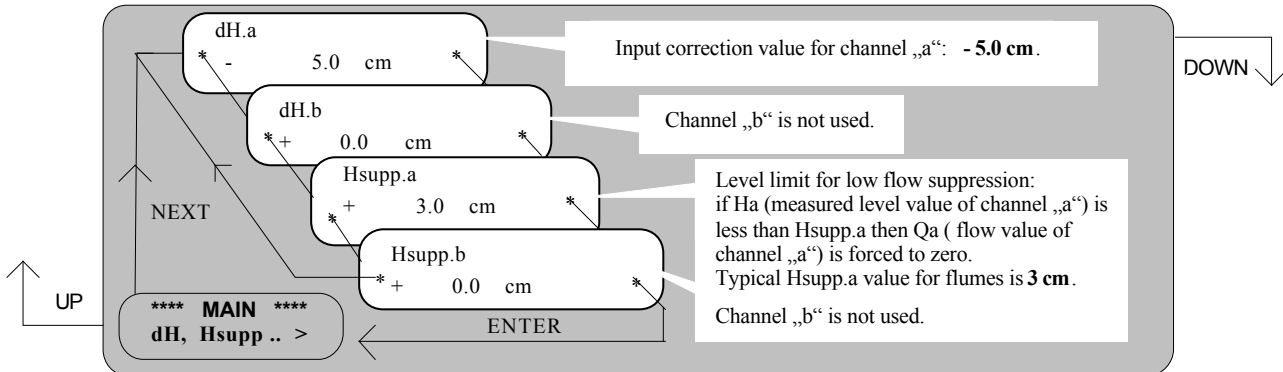 dH.a
* - 5.0 cm *
Input correction value for channel „a“: - 5.0 cm.
DOWN
dH.b
* + 0.0 cm *
Channel „b“ is not used.
Hsupp.a
* + 3.0 cm *
Level limit for low flow suppression:
if Ha (measured level value of channel „a“) is
less than Hsupp.a then Qa ( flow value of
channel „a“) is forced to zero.
Typical Hsupp.a value for flumes is 3 cm.
Channel „b“ is not used.
NEXT
Hsupp.b
* + 0.0 cm *
UP
**** MAIN ****
dH, Hsupp .. >
ENTER